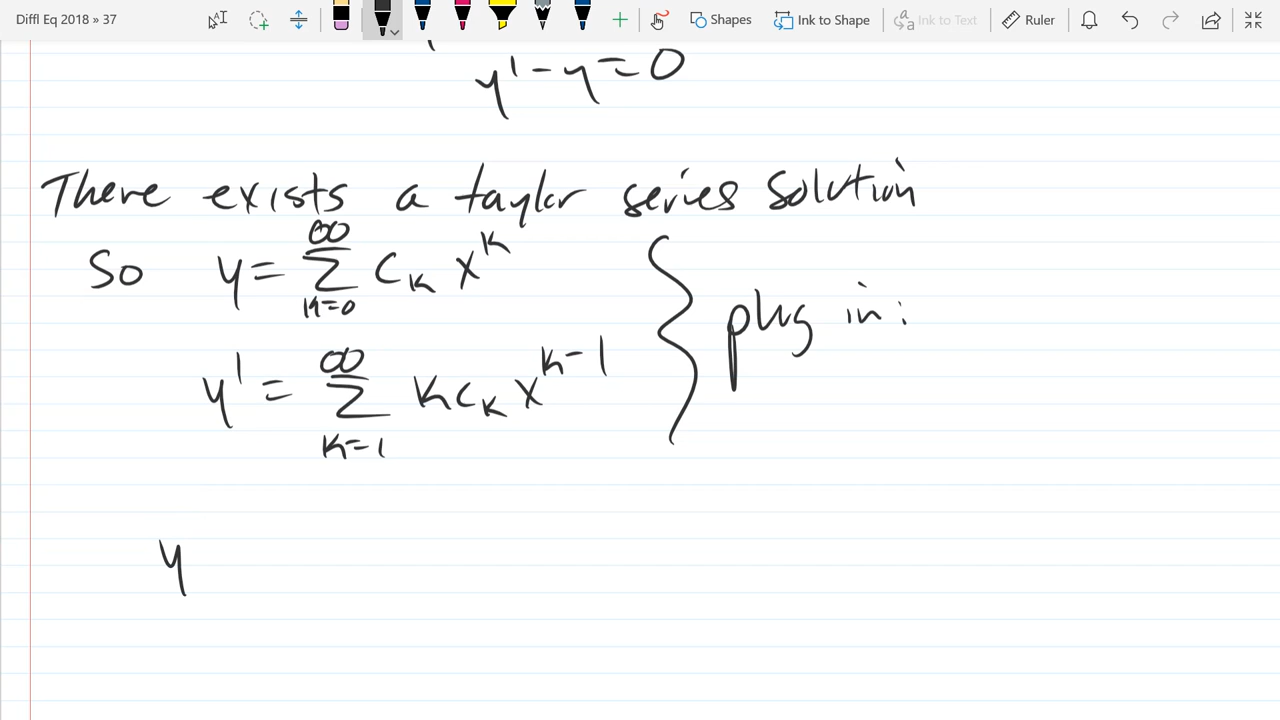 Diffl Eq 2018 » 37 Shapes Ink to Shape Ink to Text Ruler
y' - y = 0
There exists a taylor series solution
So y = ∞ Σ k=0 c_k x^k
y' = ∞ Σ k=1 k c_k x^(k-1)
} plug in:
y